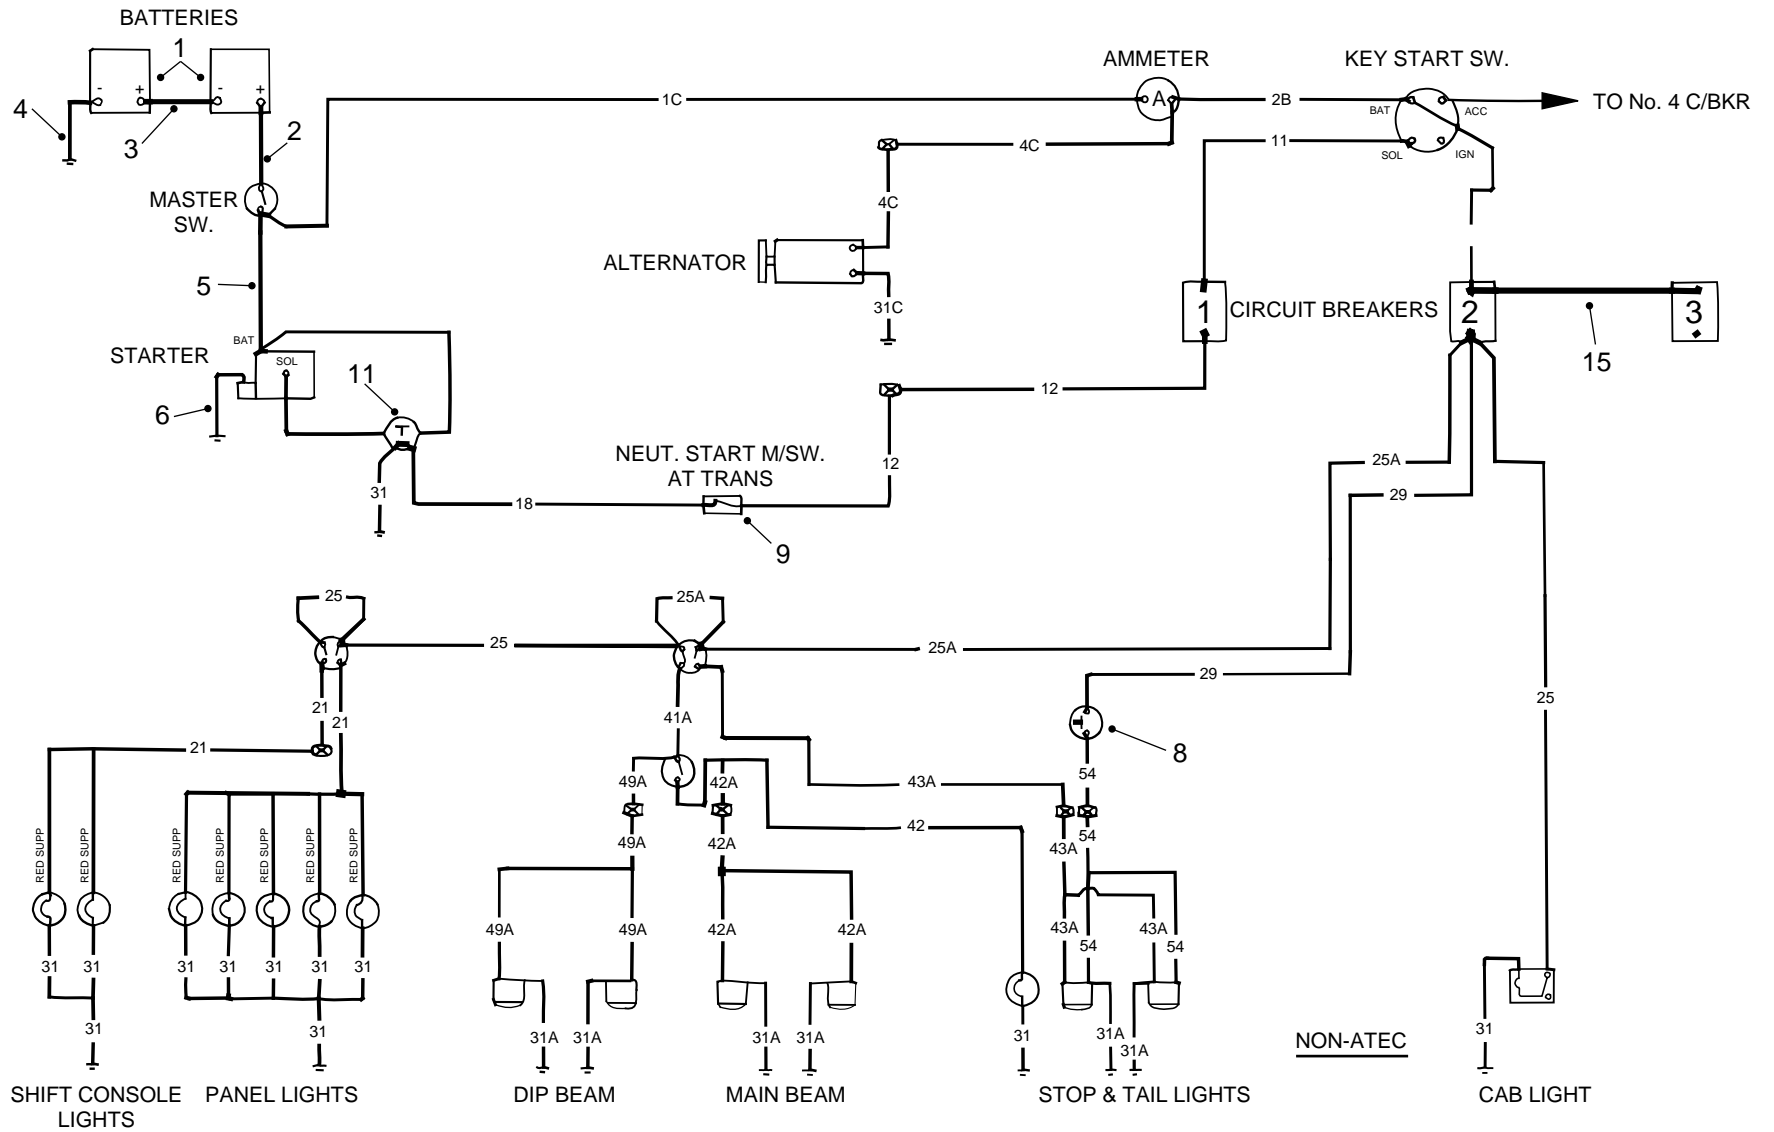 BATTERIES
1
- +
- +
4
3
2
1C
AMMETER
A
2B
KEY START SW.
BAT
ACC
SOL
IGN
TO No. 4 C/BKR
4C
11
MASTER
SW.
4C
ALTERNATOR
31C
5
1
CIRCUIT BREAKERS
2
3
15
BAT
STARTER
SOL
11
6
T
12
NEUT. START M/SW.
AT TRANS
12
25A
31
18
29
9
25
25A
25
25A
29
21
21
41A
25
21
8
49A
42A
54
43A
49A
42A
42
43A
54
RED SUPP
RED SUPP
RED SUPP
RED SUPP
RED SUPP
RED SUPP
RED SUPP
49A
49A
42A
42A
43A
54
43A
54
31
31
31
31
31
31
31
31
31
31A
31A
31A
31A
31
31A
31A
31
NON-ATEC
SHIFT CONSOLE
LIGHTS
PANEL LIGHTS
DIP BEAM
MAIN BEAM
STOP & TAIL LIGHTS
CAB LIGHT